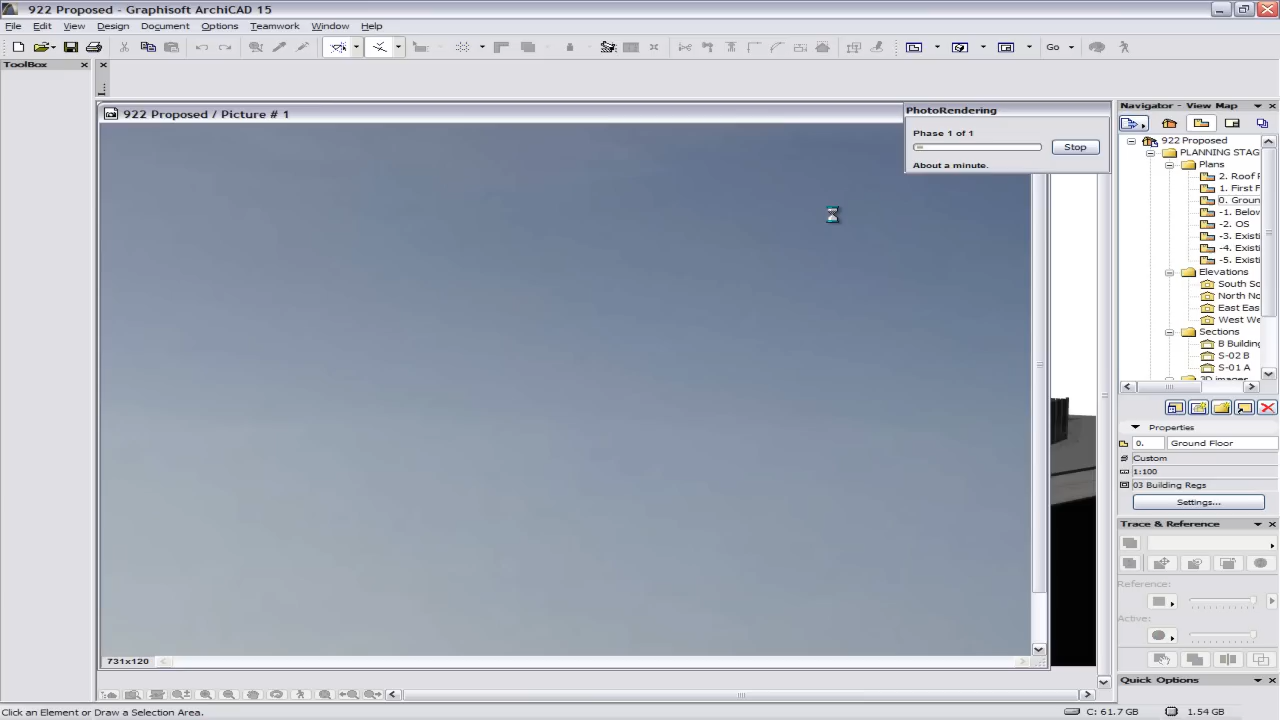 922 Proposed - Graphisoft ArchiCAD 15
File Edit View Design Document Options Teamwork Window Help
Go
ToolBox
922 Proposed / Picture # 1
PhotoRendering
Phase 1 of 1
Stop
About a minute.
Navigator - View Map
922 Proposed
PLANNING STAG
Plans
2. Roof F
1. First F
0. Groun
-1. Below
-2. OS
-3. Existi
-4. Existi
-5. Existi
Elevations
South So
North No
East Eas
West We
Sections
B Building
S-02 B
S-01 A
3D images
Properties
0. Ground Floor
Custom
1:100
03 Building Regs
Settings...
Trace & Reference
Reference:
Active:
731x120
Quick Options
Click an Element or Draw a Selection Area.
C: 61.7 GB
1.54 GB